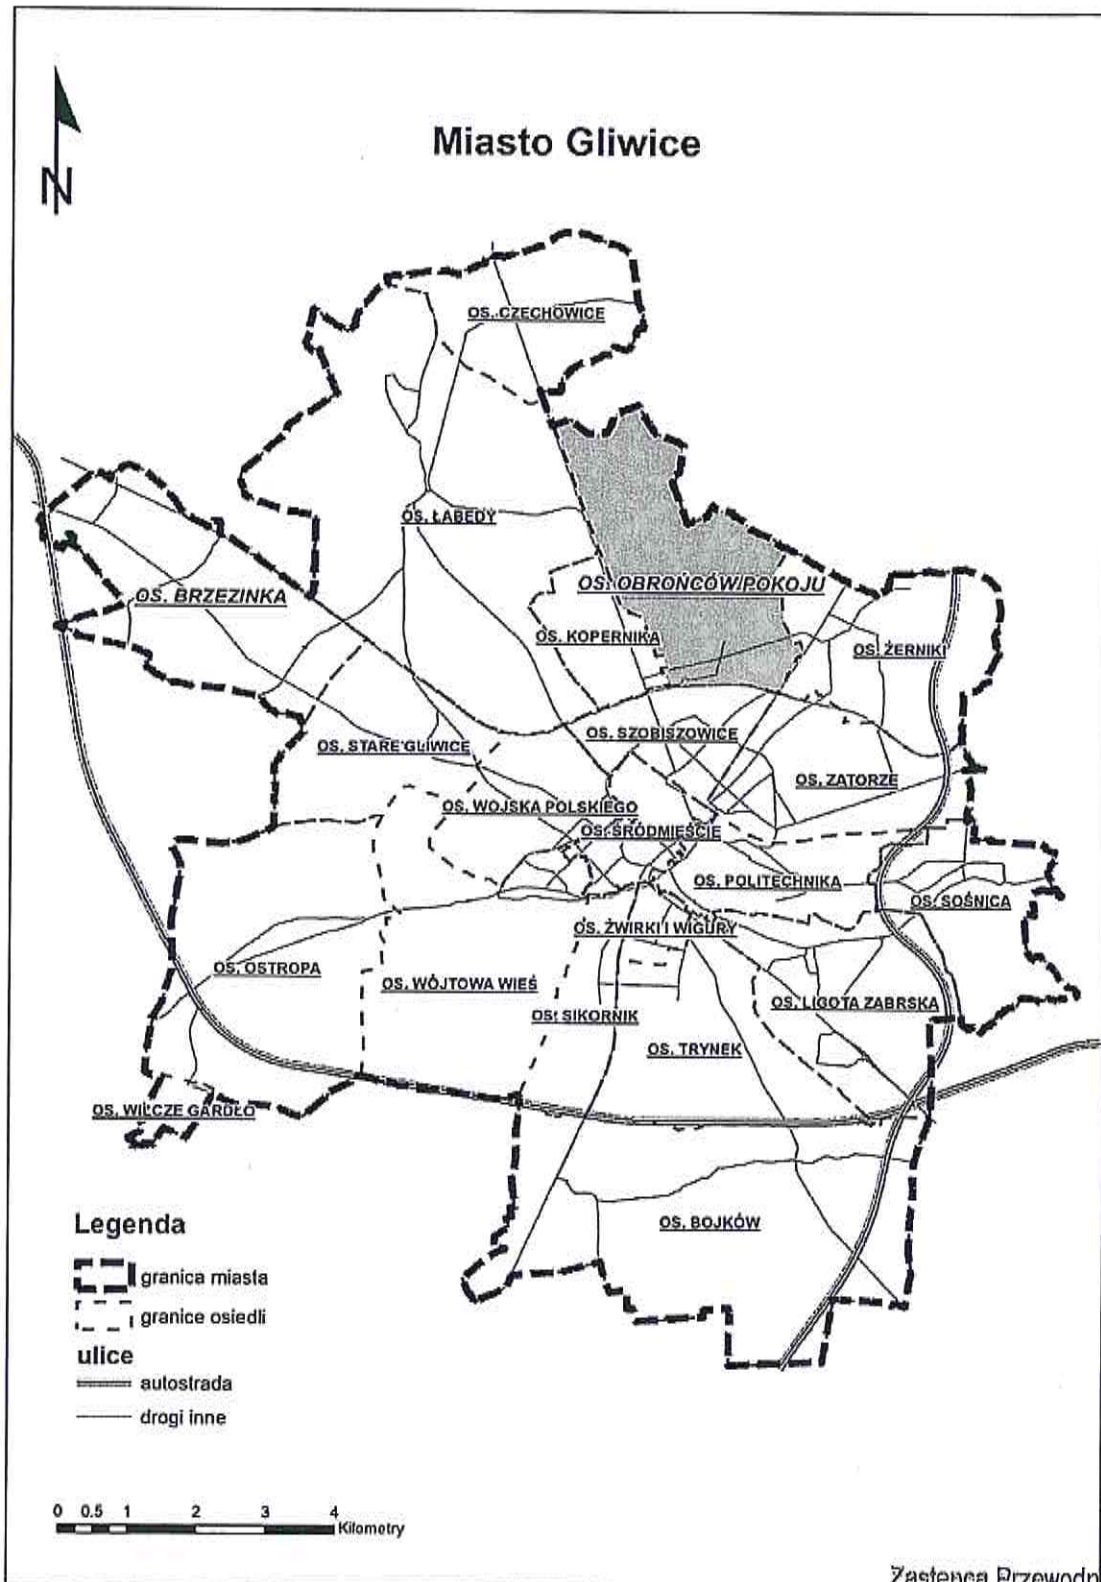 Miasto Gliwice
N
OS. CZECHOWICE
OS. ŁABĘDY
OS. OBROŃCÓW POKOJU
OS. BRZEZINKA
OS. KOPERNIKA
OS. ŻERNIKI
OS. SZOBISZOWICE
OS. STARE GLIWICE
OS. ZATORZE
OS. WOJSKA POLSKIEGO
OS. ŚRÓDMIEŚCIE
OS. POLITECHNIKA
OS. SOŚNICA
OS. ŻWIRKI I WIGURY
OS. OSTROPA
OS. WÓJTOWA WIEŚ
OS. LIGOTA ZABRSKA
OS. SIKORNIK
OS. TRYNEK
OS. WILCZE GARDŁO
OS. BOJKÓW
Legenda
granica miasta
granice osiedli
ulice
autostrada
drogi inne
0 0.5 1 2 3 4
Kilometry
Zastępca Przewodn